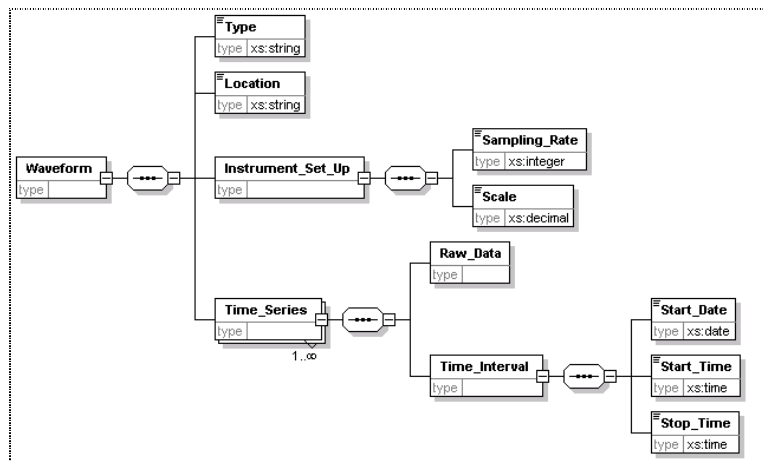 Type
type xs:string
Location
type xs:string
Waveform
type
Instrument_Set_Up
type
Sampling_Rate
type xs:integer
Scale
type xs:decimal
Time_Series
type
1..∞
Raw_Data
type
Time_Interval
type
Start_Date
type xs:date
Start_Time
type xs:time
Stop_Time
type xs:time